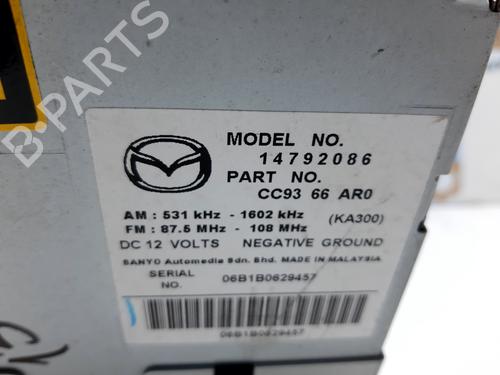 B-PARTS
MODEL NO.
14792086
PART NO.
CC93 66 AR0
AM : 531 kHz - 1602 kHz (KA300)
FM : 87.5 MHz - 108 MHz
DC 12 VOLTS NEGATIVE GROUND
SANYO Automedia Sdn. Bhd. MADE IN MALAYSIA
SERIAL NO. 06B1B0629457
06B1B0629457